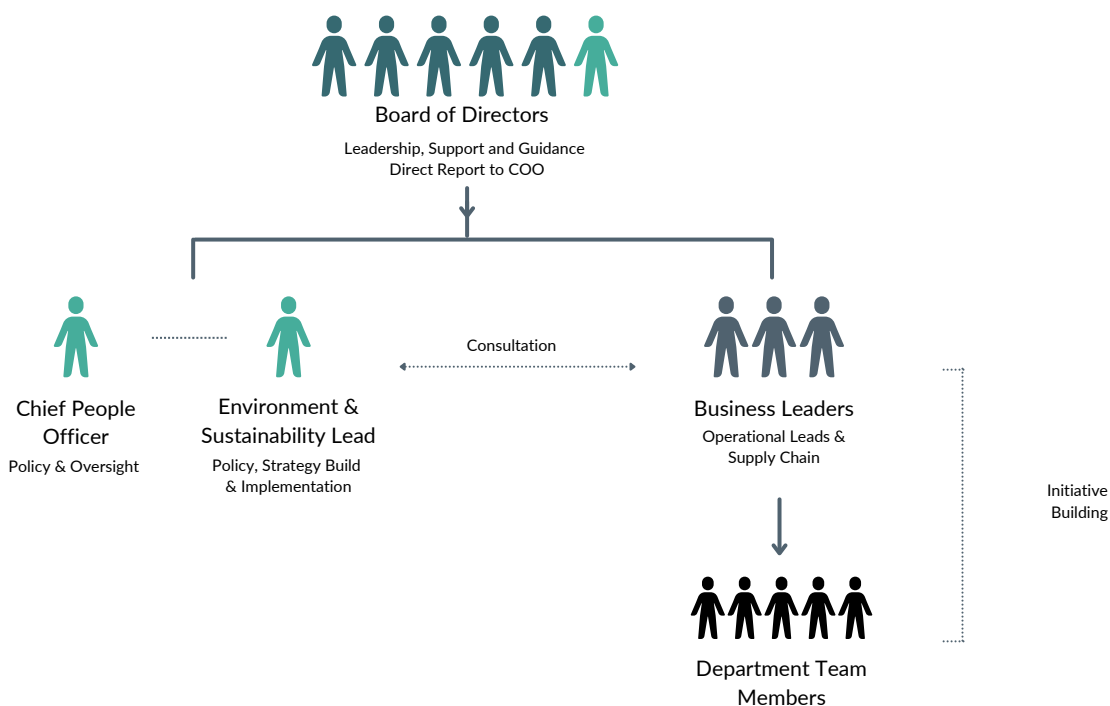 Board of Directors
Leadership, Support and Guidance
Direct Report to COO
Consultation
Chief People
Officer
Policy & Oversight
Environment &
Sustainability Lead
Policy, Strategy Build
& Implementation
Business Leaders
Operational Leads &
Supply Chain
Initiative
Building
Department Team
Members